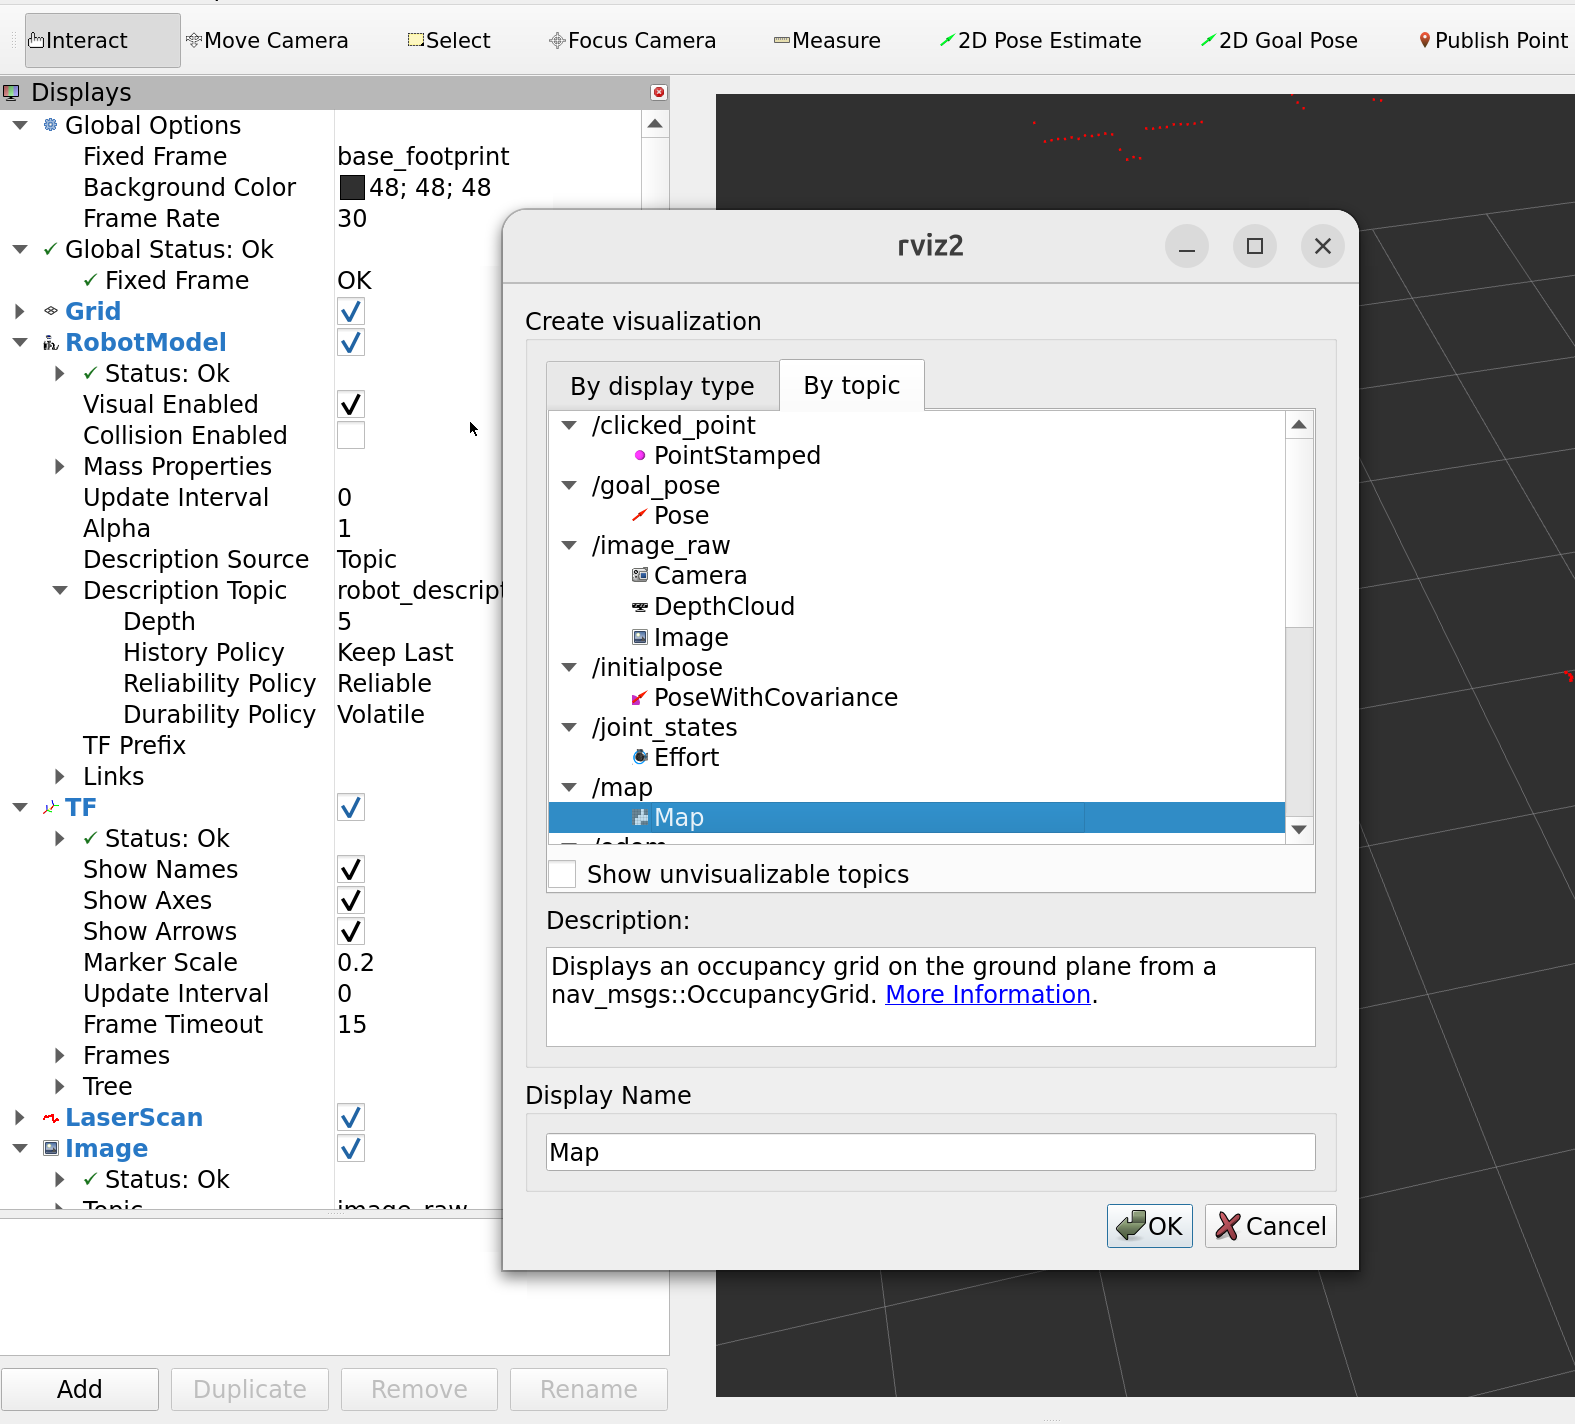 Interact Move Camera Select Focus Camera Measure 2D Pose Estimate 2D Goal Pose Publish Point
Displays
Global Options
Fixed Frame base_footprint
Background Color 48; 48; 48
Frame Rate 30
Global Status: Ok
Fixed Frame OK
Grid
RobotModel
Status: Ok
Visual Enabled
Collision Enabled
Mass Properties
Update Interval 0
Alpha 1
Description Source Topic
Description Topic robot_descript
Depth 5
History Policy Keep Last
Reliability Policy Reliable
Durability Policy Volatile
TF Prefix
Links
TF
Status: Ok
Show Names
Show Axes
Show Arrows
Marker Scale 0.2
Update Interval 0
Frame Timeout 15
Frames
Tree
LaserScan
Image
Status: Ok
Topic image_raw
Add Duplicate Remove Rename
rviz2
Create visualization
By display type By topic
/clicked_point
PointStamped
/goal_pose
Pose
/image_raw
Camera
DepthCloud
Image
/initialpose
PoseWithCovariance
/joint_states
Effort
/map
Map
/odom
Show unvisualizable topics
Description:
Displays an occupancy grid on the ground plane from a
nav_msgs::OccupancyGrid. More Information.
Display Name
Map
OK Cancel